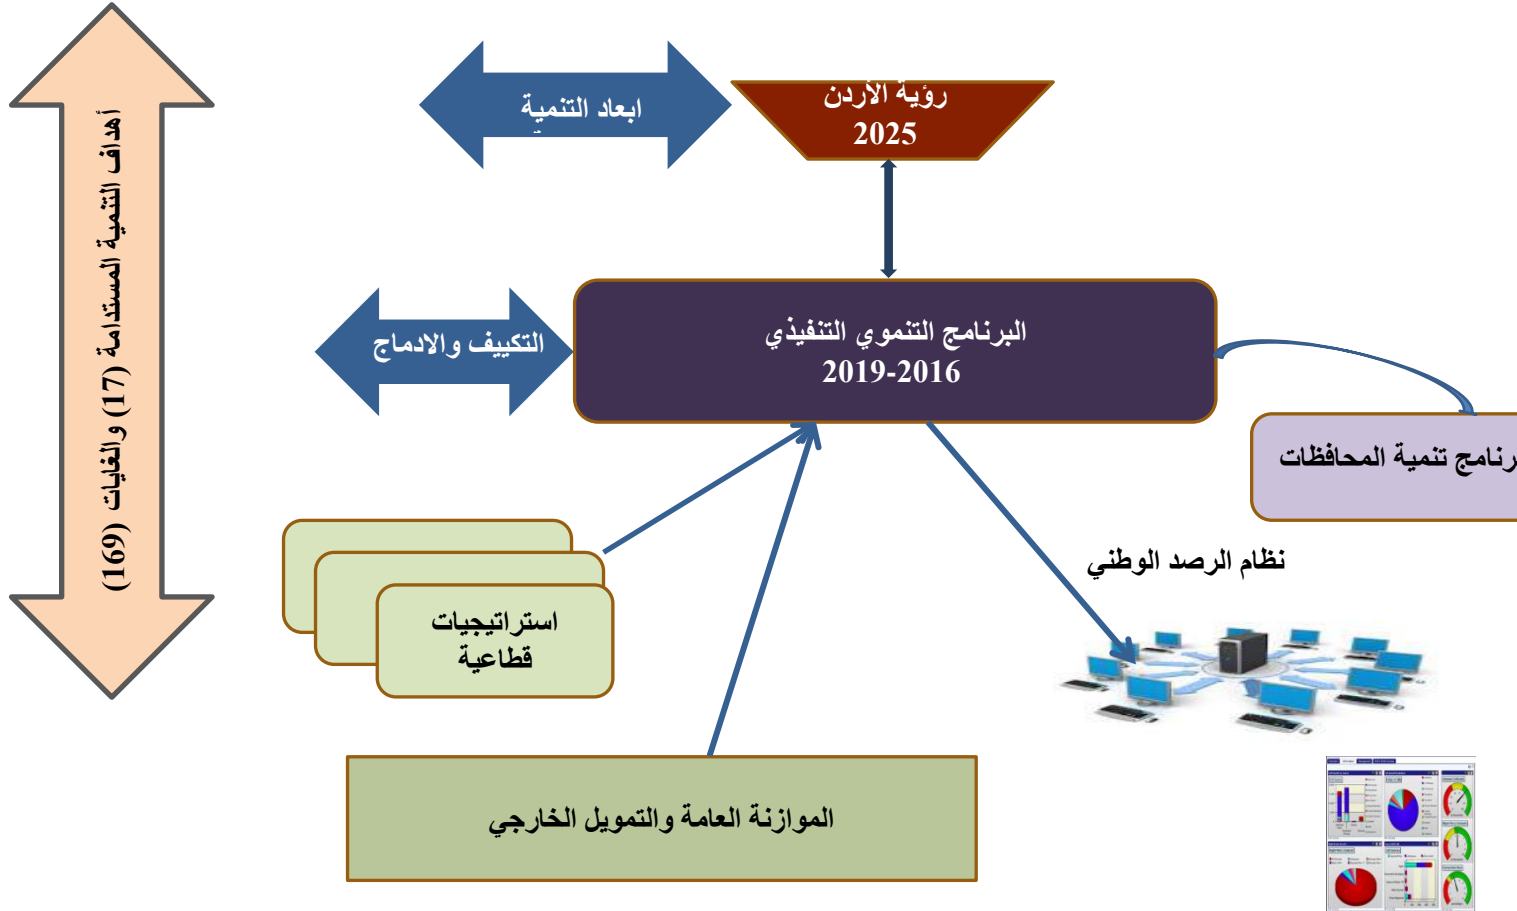 رؤية الأردن
2025
ابعاد التنمية
البرنامج التنموي التنفيذي
2019-2016
التكييف والادماج
أهداف التنمية المستدامة (17) والغايات (169)
رنامج تنمية المحافظات
نظام الرصد الوطني
استراتيجيات
قطاعية
الموازنة العامة والتمويل الخارجي